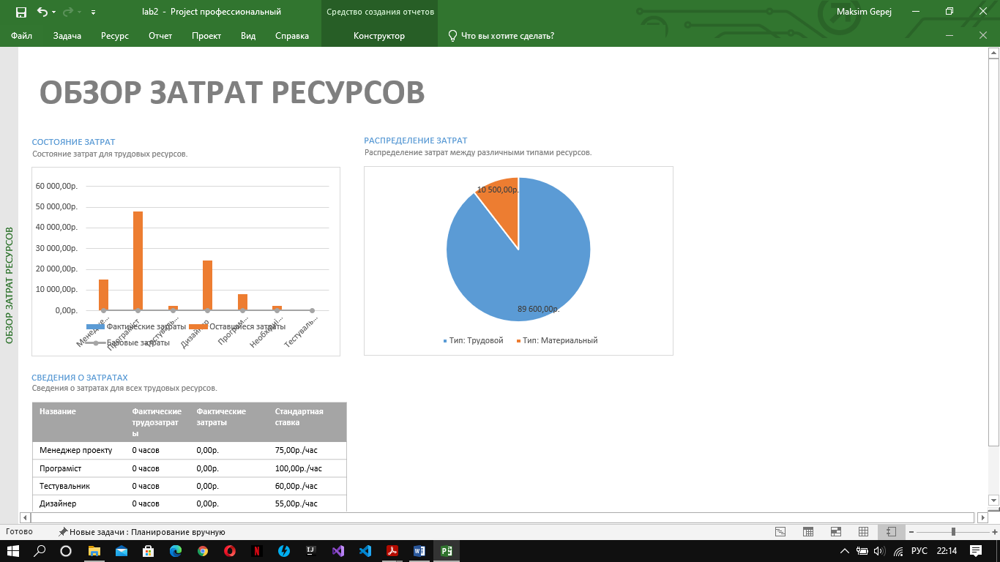 lab2 - Project профессиональный
Средство создания отчетов
Maksim Gepej
Файл Задача Ресурс Отчет Проект Вид Справка Конструктор Что вы хотите сделать?
ОБЗОР ЗАТРАТ РЕСУРСОВ
ОБЗОР ЗАТРАТ РЕСУРСОВ
СОСТОЯНИЕ ЗАТРАТ
Состояние затрат для трудовых ресурсов.
60 000,00р.
50 000,00р.
40 000,00р.
30 000,00р.
20 000,00р.
10 000,00р.
0,00р.
Менедже...
Програміст
Тестуваль...
Дизайнер
Програм...
Необхідні...
Тестуваль...
Фактические затраты
Оставшиеся затраты
Базовые затраты
РАСПРЕДЕЛЕНИЕ ЗАТРАТ
Распределение затрат между различными типами ресурсов.
10 500,00р.
89 600,00р.
Тип: Трудовой Тип: Материальный
СВЕДЕНИЯ О ЗАТРАТАХ
Сведения о затратах для всех трудовых ресурсов.
Название Фактические трудозатраты Фактические затраты Стандартная ставка
Менеджер проекту 0 часов 0,00р. 75,00р./час
Програміст 0 часов 0,00р. 100,00р./час
Тестувальник 0 часов 0,00р. 60,00р./час
Дизайнер 0 часов 0,00р. 55,00р./час
Готово Новые задачи : Планирование вручную
РУС 22:14